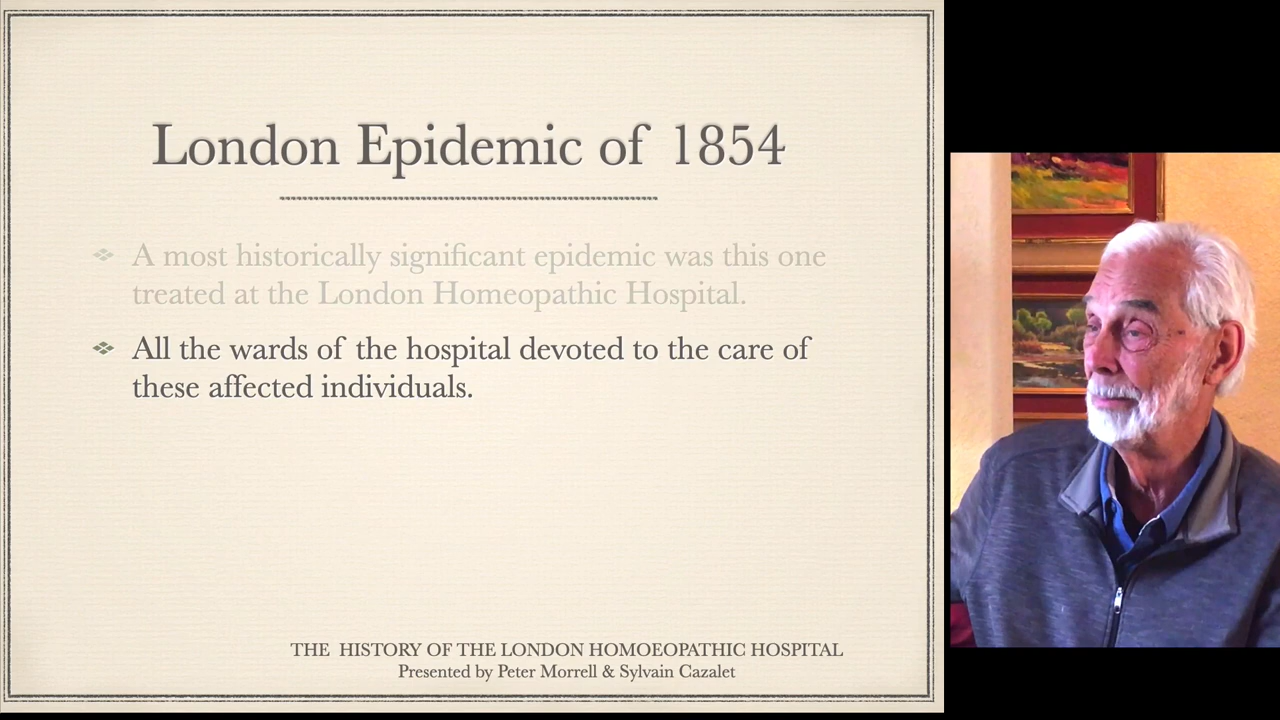 London Epidemic of 1854
A most historically significant epidemic was this one
treated at the London Homeopathic Hospital.
All the wards of the hospital devoted to the care of
these affected individuals.
THE HISTORY OF THE LONDON HOMOEOPATHIC HOSPITAL
Presented by Peter Morrell & Sylvain Cazalet